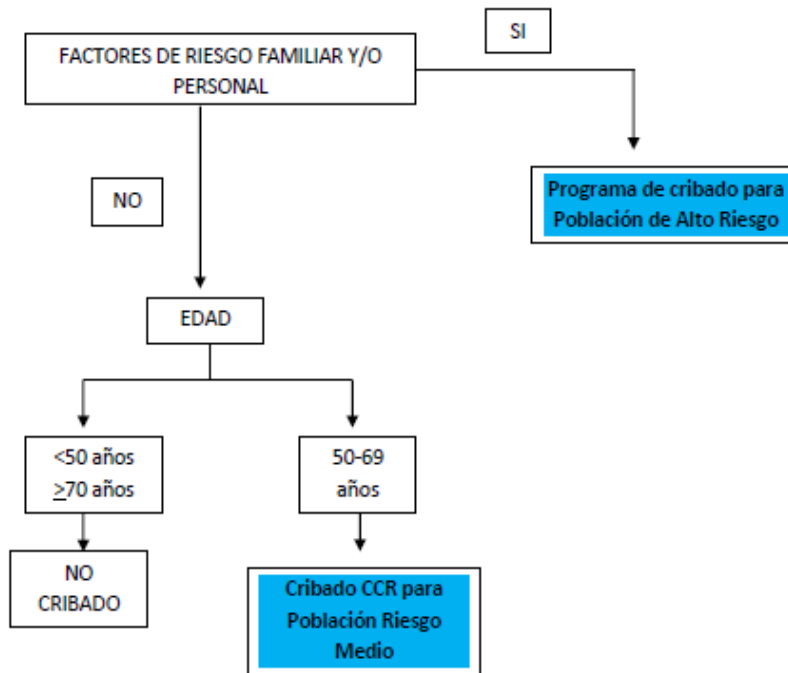 SI
FACTORES DE RIESGO FAMILIAR Y/O
PERSONAL
NO
Programa de cribado para
Población de Alto Riesgo
EDAD
<50 años
≥70 años
50-69
años
NO
CRIBADO
Cribado CCR para
Población Riesgo
Medio